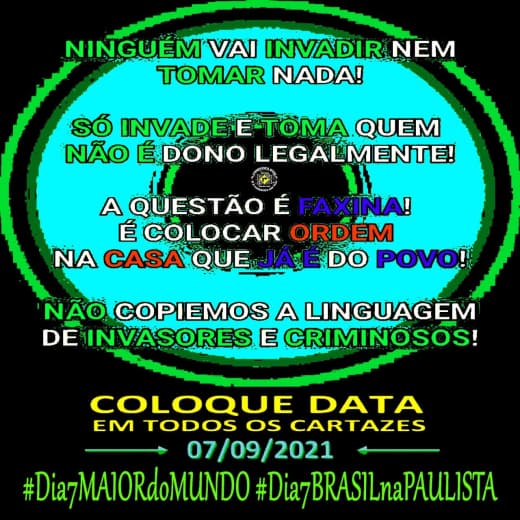 NINGUÉM VAI INVADIR NEM
TOMAR NADA!
SÓ INVADE E TOMA QUEM
NÃO É DONO LEGALMENTE!
A QUESTÃO É FAXINA!
É COLOCAR ORDEM
NA CASA QUE JÁ É DO POVO!
NÃO COPIEMOS A LINGUAGEM
DE INVASORES E CRIMINOSOS!
COLOQUE DATA
EM TODOS OS CARTAZES
07/09/2021
#Dia7MAIORdoMUNDO #Dia7BRASILnaPAULISTA